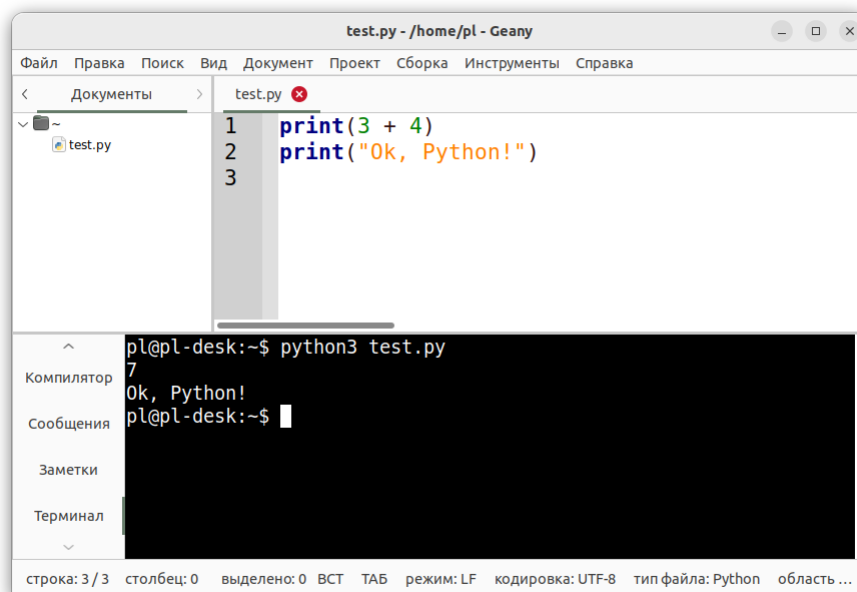 test.py - /home/pl - Geany
Файл Правка Поиск Вид Документ Проект Сборка Инструменты Справка
Документы
test.py
~
test.py
1 print(3 + 4)
2 print("Ok, Python!")
3
Компилятор
Сообщения
Заметки
Терминал
pl@pl-desk:~$ python3 test.py
7
Ok, Python!
pl@pl-desk:~$
строка: 3 / 3 столбец: 0 выделено: 0 ВСТ ТАБ режим: LF кодировка: UTF-8 тип файла: Python область ...